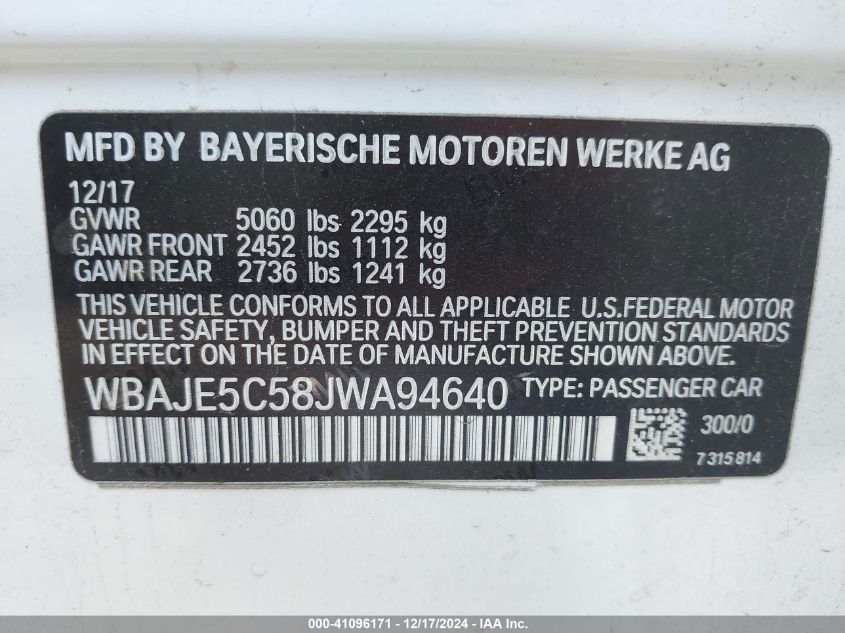 MFD BY BAYERISCHE MOTOREN WERKE AG
12/17
GVWR 5060 lbs 2295 kg
GAWR FRONT 2452 lbs 1112 kg
GAWR REAR 2736 lbs 1241 kg
THIS VEHICLE CONFORMS TO ALL APPLICABLE U.S.FEDERAL MOTOR
VEHICLE SAFETY, BUMPER AND THEFT PREVENTION STANDARDS
IN EFFECT ON THE DATE OF MANUFACTURE SHOWN ABOVE.
WBAJE5C58JWA94640 TYPE: PASSENGER CAR
300/0
7315814
000-41096171 - 12/17/2024 - IAA Inc.